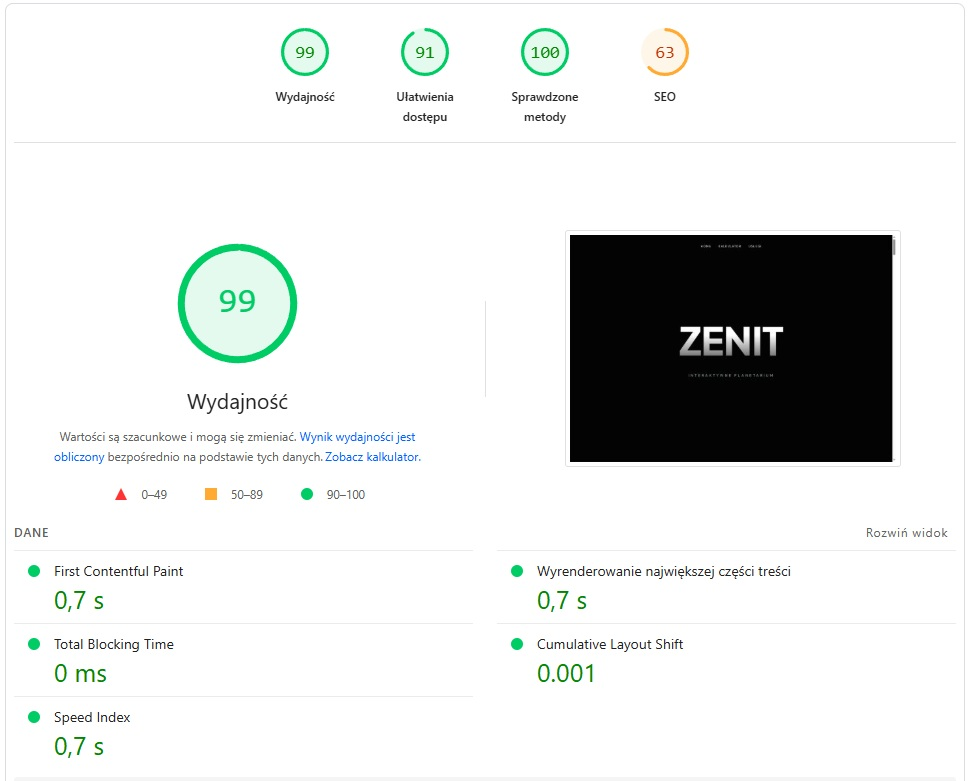 99
91
100
63
Wydajność
Ułatwienia
dostępu
Sprawdzone
metody
SEO
99
Wydajność
Wartości są szacunkowe i mogą się zmieniać. Wynik wydajności jest
obliczony bezpośrednio na podstawie tych danych. Zobacz kalkulator.
0–49
50–89
90–100
ZENIT
INTERAKTYWNE PLANETARIUM
DANE
Rozwiń widok
First Contentful Paint
0,7 s
Wyrenderowanie największej części treści
0,7 s
Total Blocking Time
0 ms
Cumulative Layout Shift
0.001
Speed Index
0,7 s